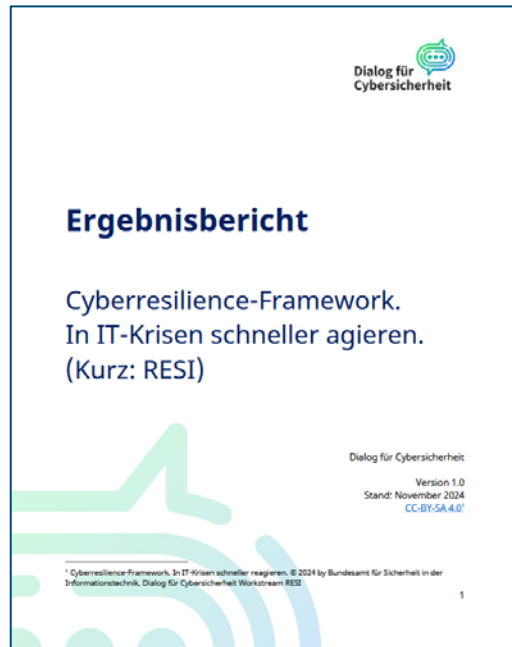 Dialog für
Cybersicherheit
Ergebnisbericht
Cyberresilience-Framework.
In IT-Krisen schneller agieren.
(Kurz: RESI)
Dialog für Cybersicherheit
Version 1.0
Stand: November 2024
CC-BY-SA 4.0¹
¹ Cyberresilience-Framework. In IT-Krisen schneller reagieren. © 2024 by Bundesamt für Sicherheit in der
Informationstechnik, Dialog für Cybersicherheit Workstream RESI
1